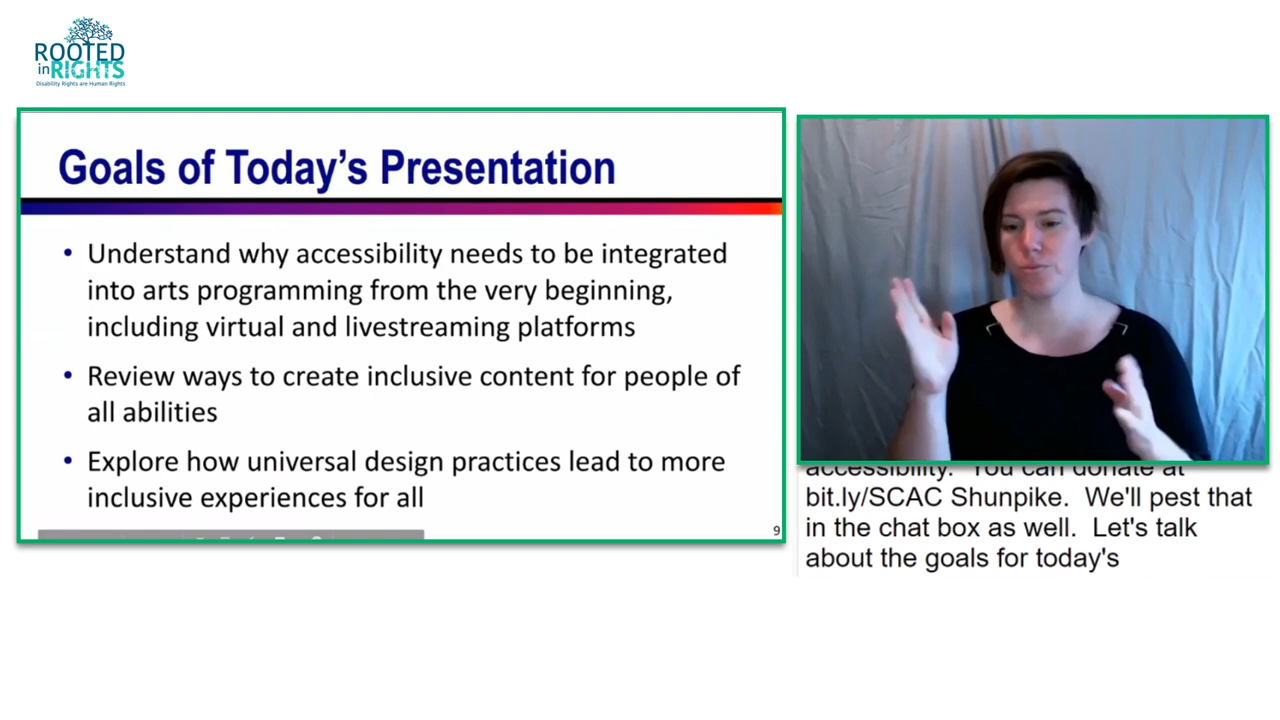 ROOTED
in RIGHTS
Disability Rights are Human Rights
Goals of Today's Presentation
• Understand why accessibility needs to be integrated
into arts programming from the very beginning,
including virtual and livestreaming platforms
• Review ways to create inclusive content for people of
all abilities
• Explore how universal design practices lead to more
inclusive experiences for all
9
accessibility. You can donate at
bit.ly/SCAC Shunpike. We'll pest that
in the chat box as well. Let's talk
about the goals for today's